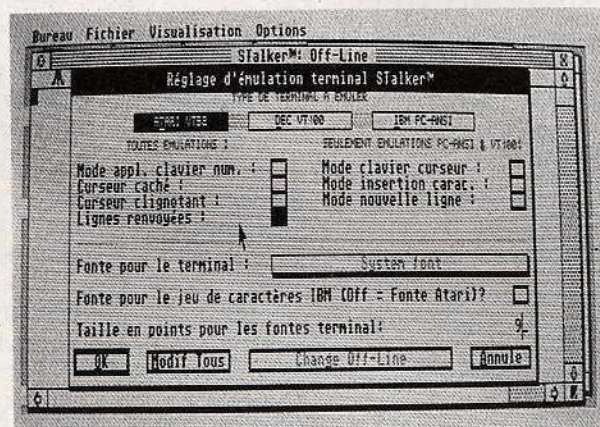 Bureau Fichier Visualisation Options
STalker™: Off-Line
Réglage d'émulation terminal STalker™
TYPE DE TERMINAL A EMULER
ATARI VT52 DEC VT100 IBM PC-ANSI
TOUTES EMULATIONS : SEULEMENT EMULATIONS PC-ANSI & VT100:
Mode appl. clavier num. : Mode clavier curseur :
Curseur caché : Mode insertion carac. :
Curseur clignotant : Mode nouvelle ligne :
Lignes renvoyées :
Fonte pour le terminal : System font
Fonte pour le jeu de caractères IBM (Off = Fonte Atari)?
Taille en points pour les fontes terminal: 9
OK Modif Tous Change Off-Line Annule